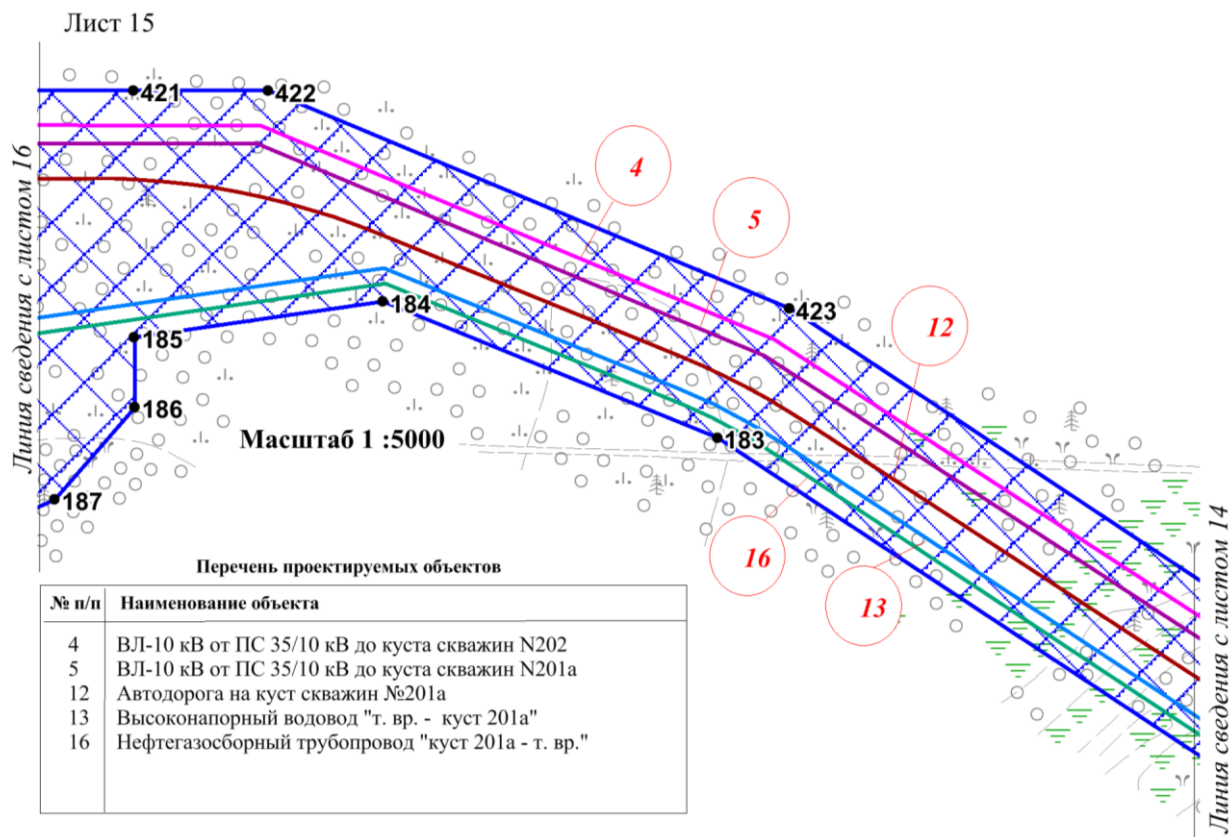 Лист 15
Линия сведения с листом 16
421
422
4
5
423
12
184
185
186
Масштаб 1 :5000
183
187
16
13
Линия сведения с листом 14
Перечень проектируемых объектов
№ п/п Наименование объекта
4 ВЛ-10 кВ от ПС 35/10 кВ до куста скважин N202
5 ВЛ-10 кВ от ПС 35/10 кВ до куста скважин N201а
12 Автодорога на куст скважин №201а
13 Высоконапорный водовод "т. вр. - куст 201а"
16 Нефтегазосборный трубопровод "куст 201а - т. вр."